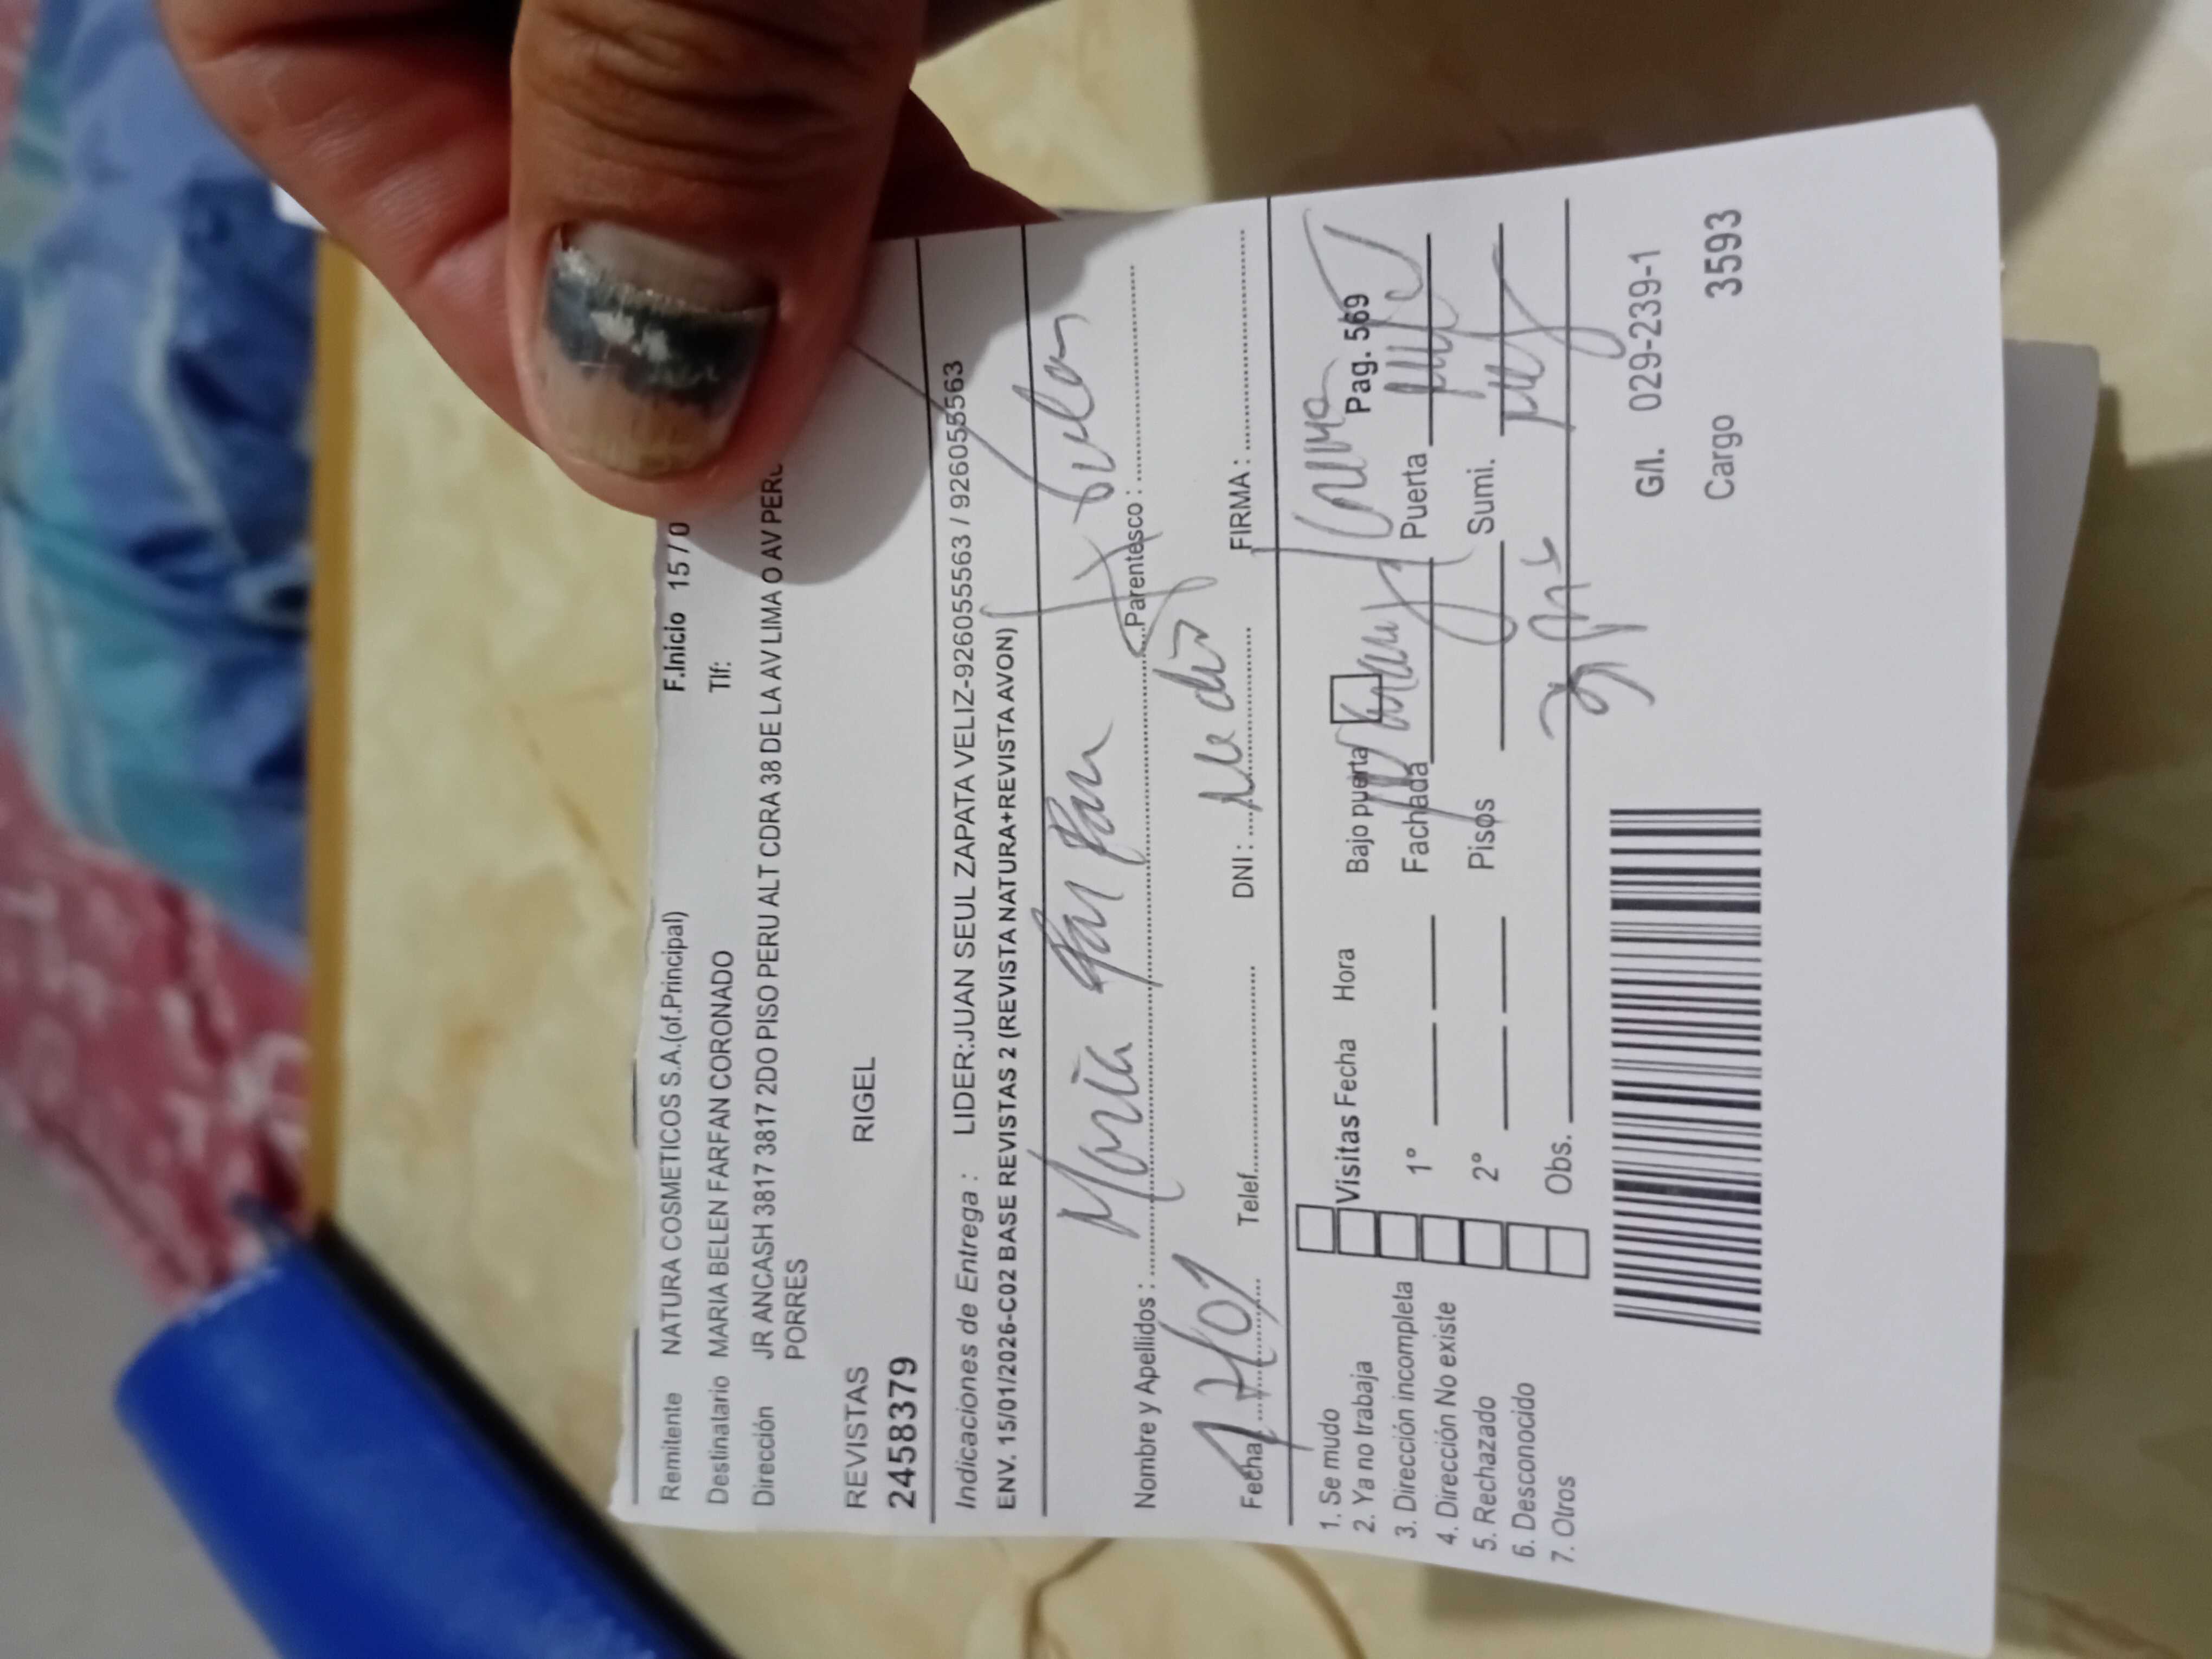 Remitente NATURA COSMETICOS S.A.(of.Principal) F.Inicio 15 / 0
Destinatario MARIA BELEN FARFAN CORONADO Tlf:
Dirección JR ANCASH 3817 3817 2DO PISO PERU ALT CDRA 38 DE LA AV LIMA O AV PERU
PORRES
REVISTAS RIGEL
2458379
Indicaciones de Entrega : LIDER:JUAN SEUL ZAPATA VELIZ-926055563 / 926055563
ENV. 15/01/2026-C02 BASE REVISTAS 2 (REVISTA NATURA+REVISTA AVON)
Nombre y Apellidos : Maria Farfan Parentesco :
Fecha : 17/01 Telef. DNI : FIRMA :
1. Se mudo Visitas Fecha Hora Bajo puerta Pag. 569
2. Ya no trabaja
3. Dirección incompleta 1° Fachada Puerta
4. Dirección No existe
5. Rechazado 2° Pisos Sumi.
6. Desconocido
7. Otros Obs.
G/I. 029-239-1
Cargo 3593